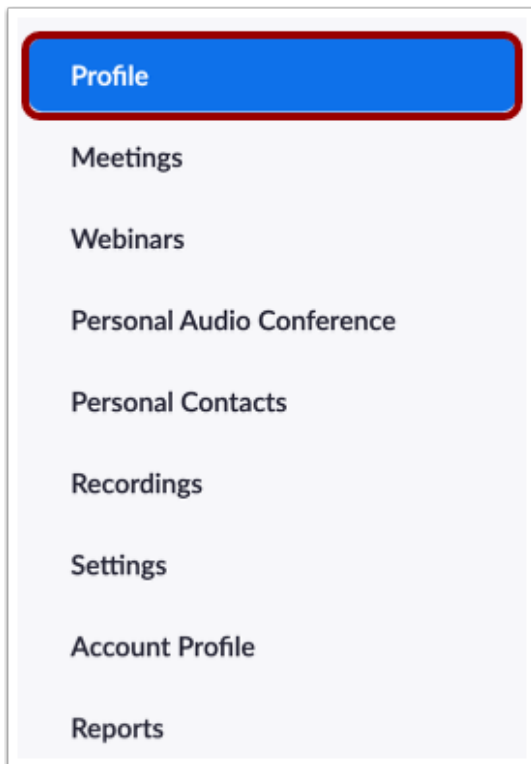 Profile
Meetings
Webinars
Personal Audio Conference
Personal Contacts
Recordings
Settings
Account Profile
Reports